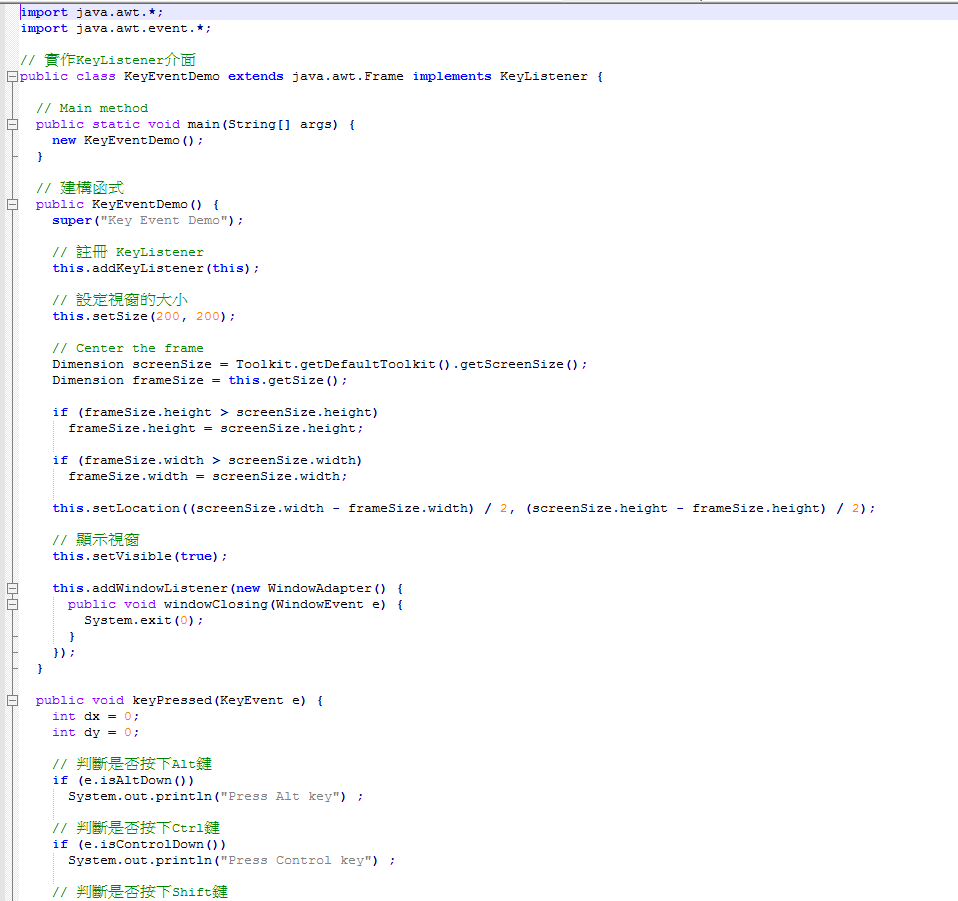 import java.awt.*;
import java.awt.event.*;
// 實作KeyListener介面
public class KeyEventDemo extends java.awt.Frame implements KeyListener {
// Main method
public static void main(String[] args) {
new KeyEventDemo();
}
// 建構函式
public KeyEventDemo() {
super("Key Event Demo");
// 註冊 KeyListener
this.addKeyListener(this);
// 設定視窗的大小
this.setSize(200, 200);
// Center the frame
Dimension screenSize = Toolkit.getDefaultToolkit().getScreenSize();
Dimension frameSize = this.getSize();
if (frameSize.height > screenSize.height)
frameSize.height = screenSize.height;
if (frameSize.width > screenSize.width)
frameSize.width = screenSize.width;
this.setLocation((screenSize.width - frameSize.width) / 2, (screenSize.height - frameSize.height) / 2);
// 顯示視窗
this.setVisible(true);
this.addWindowListener(new WindowAdapter() {
public void windowClosing(WindowEvent e) {
System.exit(0);
}
});
}
public void keyPressed(KeyEvent e) {
int dx = 0;
int dy = 0;
// 判斷是否按下Alt鍵
if (e.isAltDown())
System.out.println("Press Alt key") ;
// 判斷是否按下Ctrl鍵
if (e.isControlDown())
System.out.println("Press Control key") ;
// 判斷是否按下Shift鍵